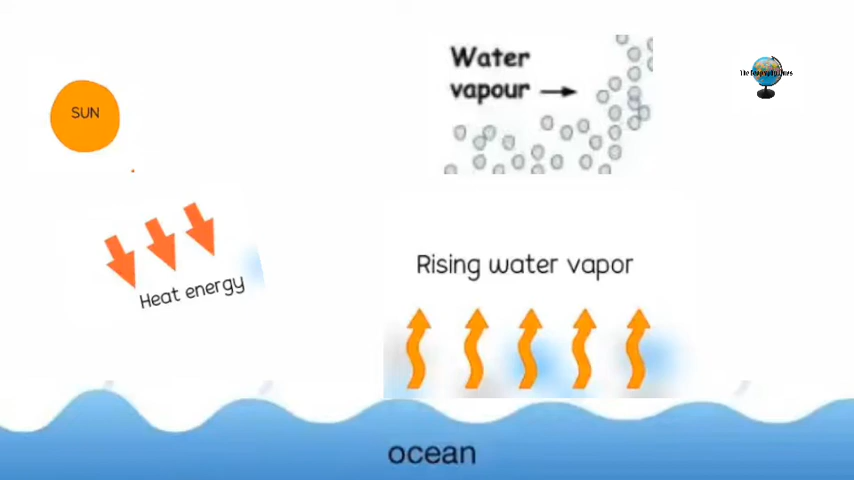 Water
vapour
SUN
Heat energy
Rising water vapor
ocean